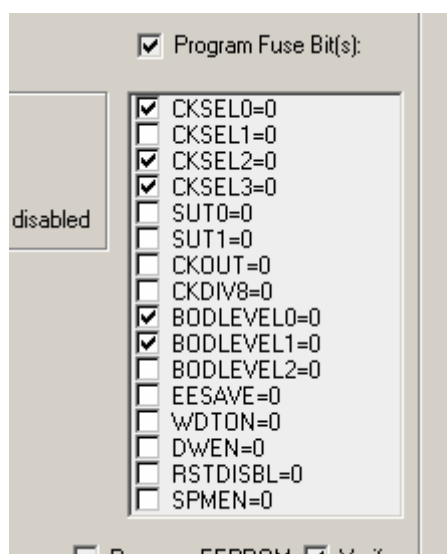 Program Fuse Bit(s):
CKSEL0=0
CKSEL1=0
CKSEL2=0
CKSEL3=0
disabled
SUT0=0
SUT1=0
CKOUT=0
CKDIV8=0
BODLEVEL0=0
BODLEVEL1=0
BODLEVEL2=0
EESAVE=0
WDTON=0
DWEN=0
RSTDISBL=0
SPMEN=0